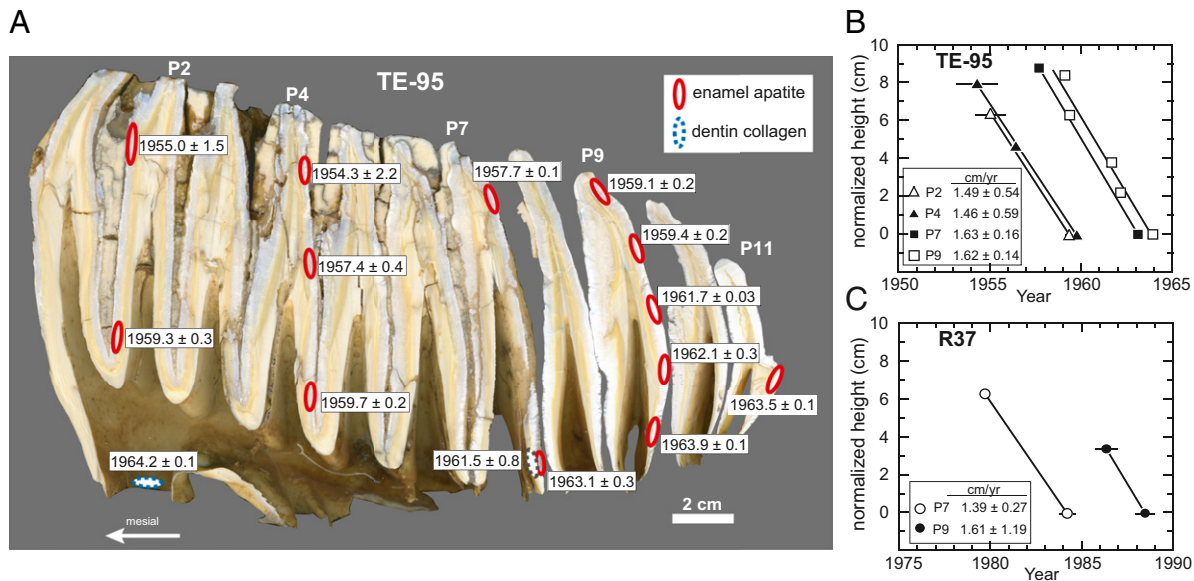 A
P2
TE-95
P4
P7
P9
P11
enamel apatite
dentin collagen
1955.0 ± 1.5
1954.3 ± 2.2
1957.7 ± 0.1
1959.1 ± 0.2
1959.4 ± 0.2
1957.4 ± 0.4
1961.7 ± 0.03
1959.3 ± 0.3
1962.1 ± 0.3
1959.7 ± 0.2
1963.5 ± 0.1
1963.9 ± 0.1
1964.2 ± 0.1
1961.5 ± 0.8
1963.1 ± 0.3
mesial
2 cm
B
TE-95
normalized height (cm)
10
8
6
4
2
0
cm/yr
P2 1.49 ± 0.54
P4 1.46 ± 0.59
P7 1.63 ± 0.16
P9 1.62 ± 0.14
1950 1955 1960 1965
Year
C
R37
normalized height (cm)
10
8
6
4
2
0
cm/yr
P7 1.39 ± 0.27
P9 1.61 ± 1.19
1975 1980 1985 1990
Year